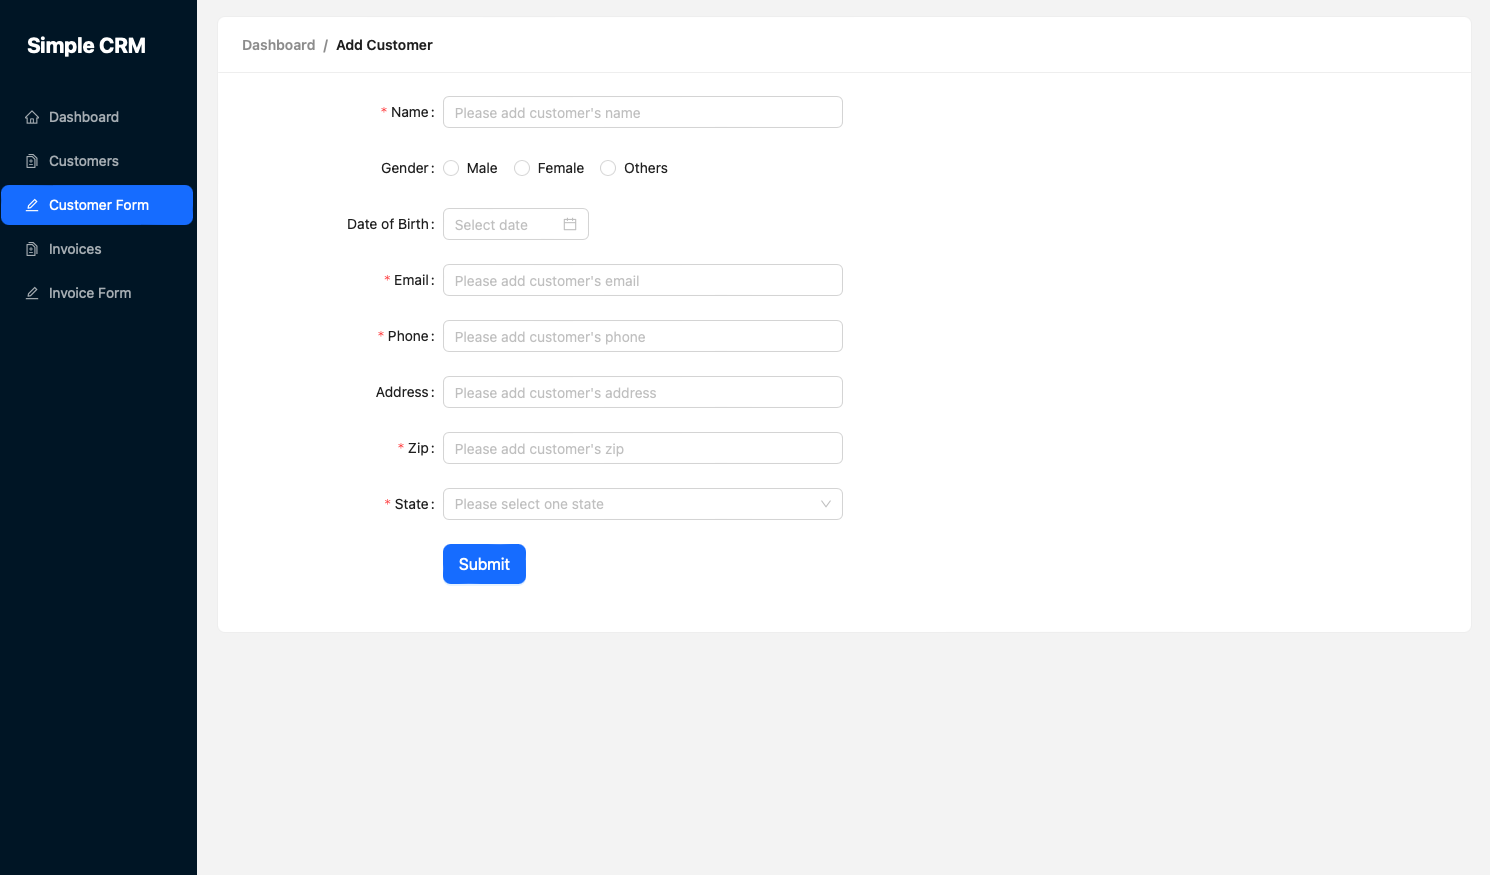 Simple CRM
Dashboard
Customers
Customer Form
Invoices
Invoice Form
Dashboard / Add Customer
* Name: Please add customer's name
Gender: Male Female Others
Date of Birth: Select date
* Email: Please add customer's email
* Phone: Please add customer's phone
Address: Please add customer's address
* Zip: Please add customer's zip
* State: Please select one state
Submit